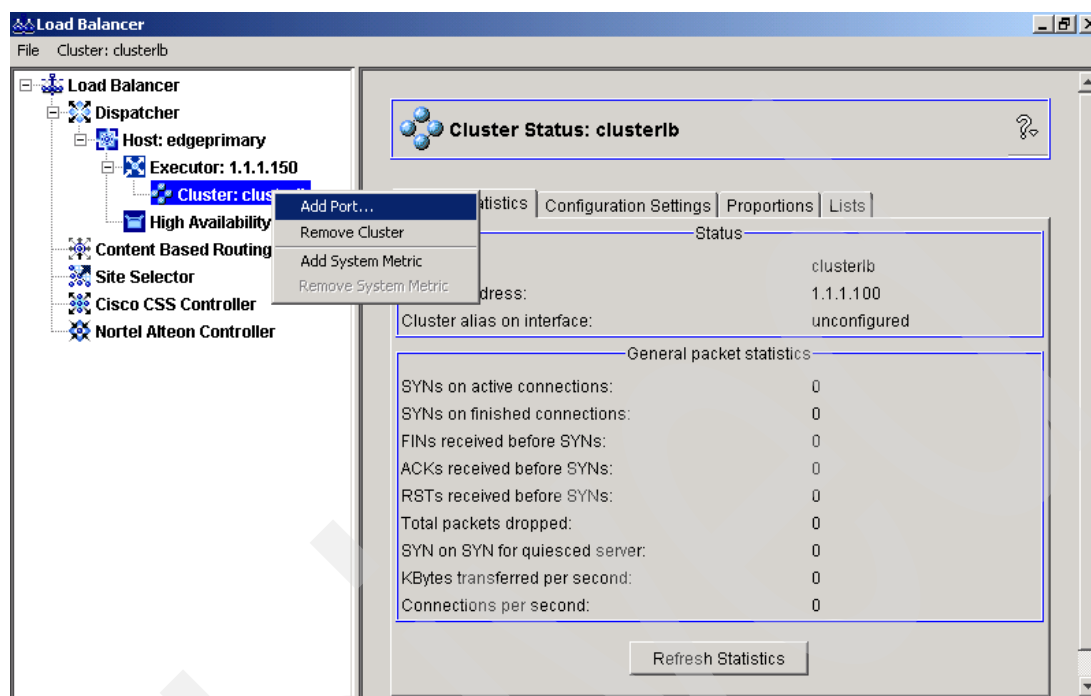 Load Balancer
File Cluster: clusterlb
Load Balancer
Dispatcher
Host: edgeprimary
Executor: 1.1.1.150
Cluster:
High Availability
Content Based Routing
Site Selector
Cisco CSS Controller
Nortel Alteon Controller
Add Port...
Remove Cluster
Add System Metric
Remove System Metric
Cluster Status: clusterlb
Configuration Settings Proportions Lists
Status
clusterlb
1.1.1.100
Cluster alias on interface: unconfigured
General packet statistics
SYNs on active connections: 0
SYNs on finished connections: 0
FINs received before SYNs: 0
ACKs received before SYNs: 0
RSTs received before SYNs: 0
Total packets dropped: 0
SYN on SYN for quiesced server: 0
KBytes transferred per second: 0
Connections per second: 0
Refresh Statistics